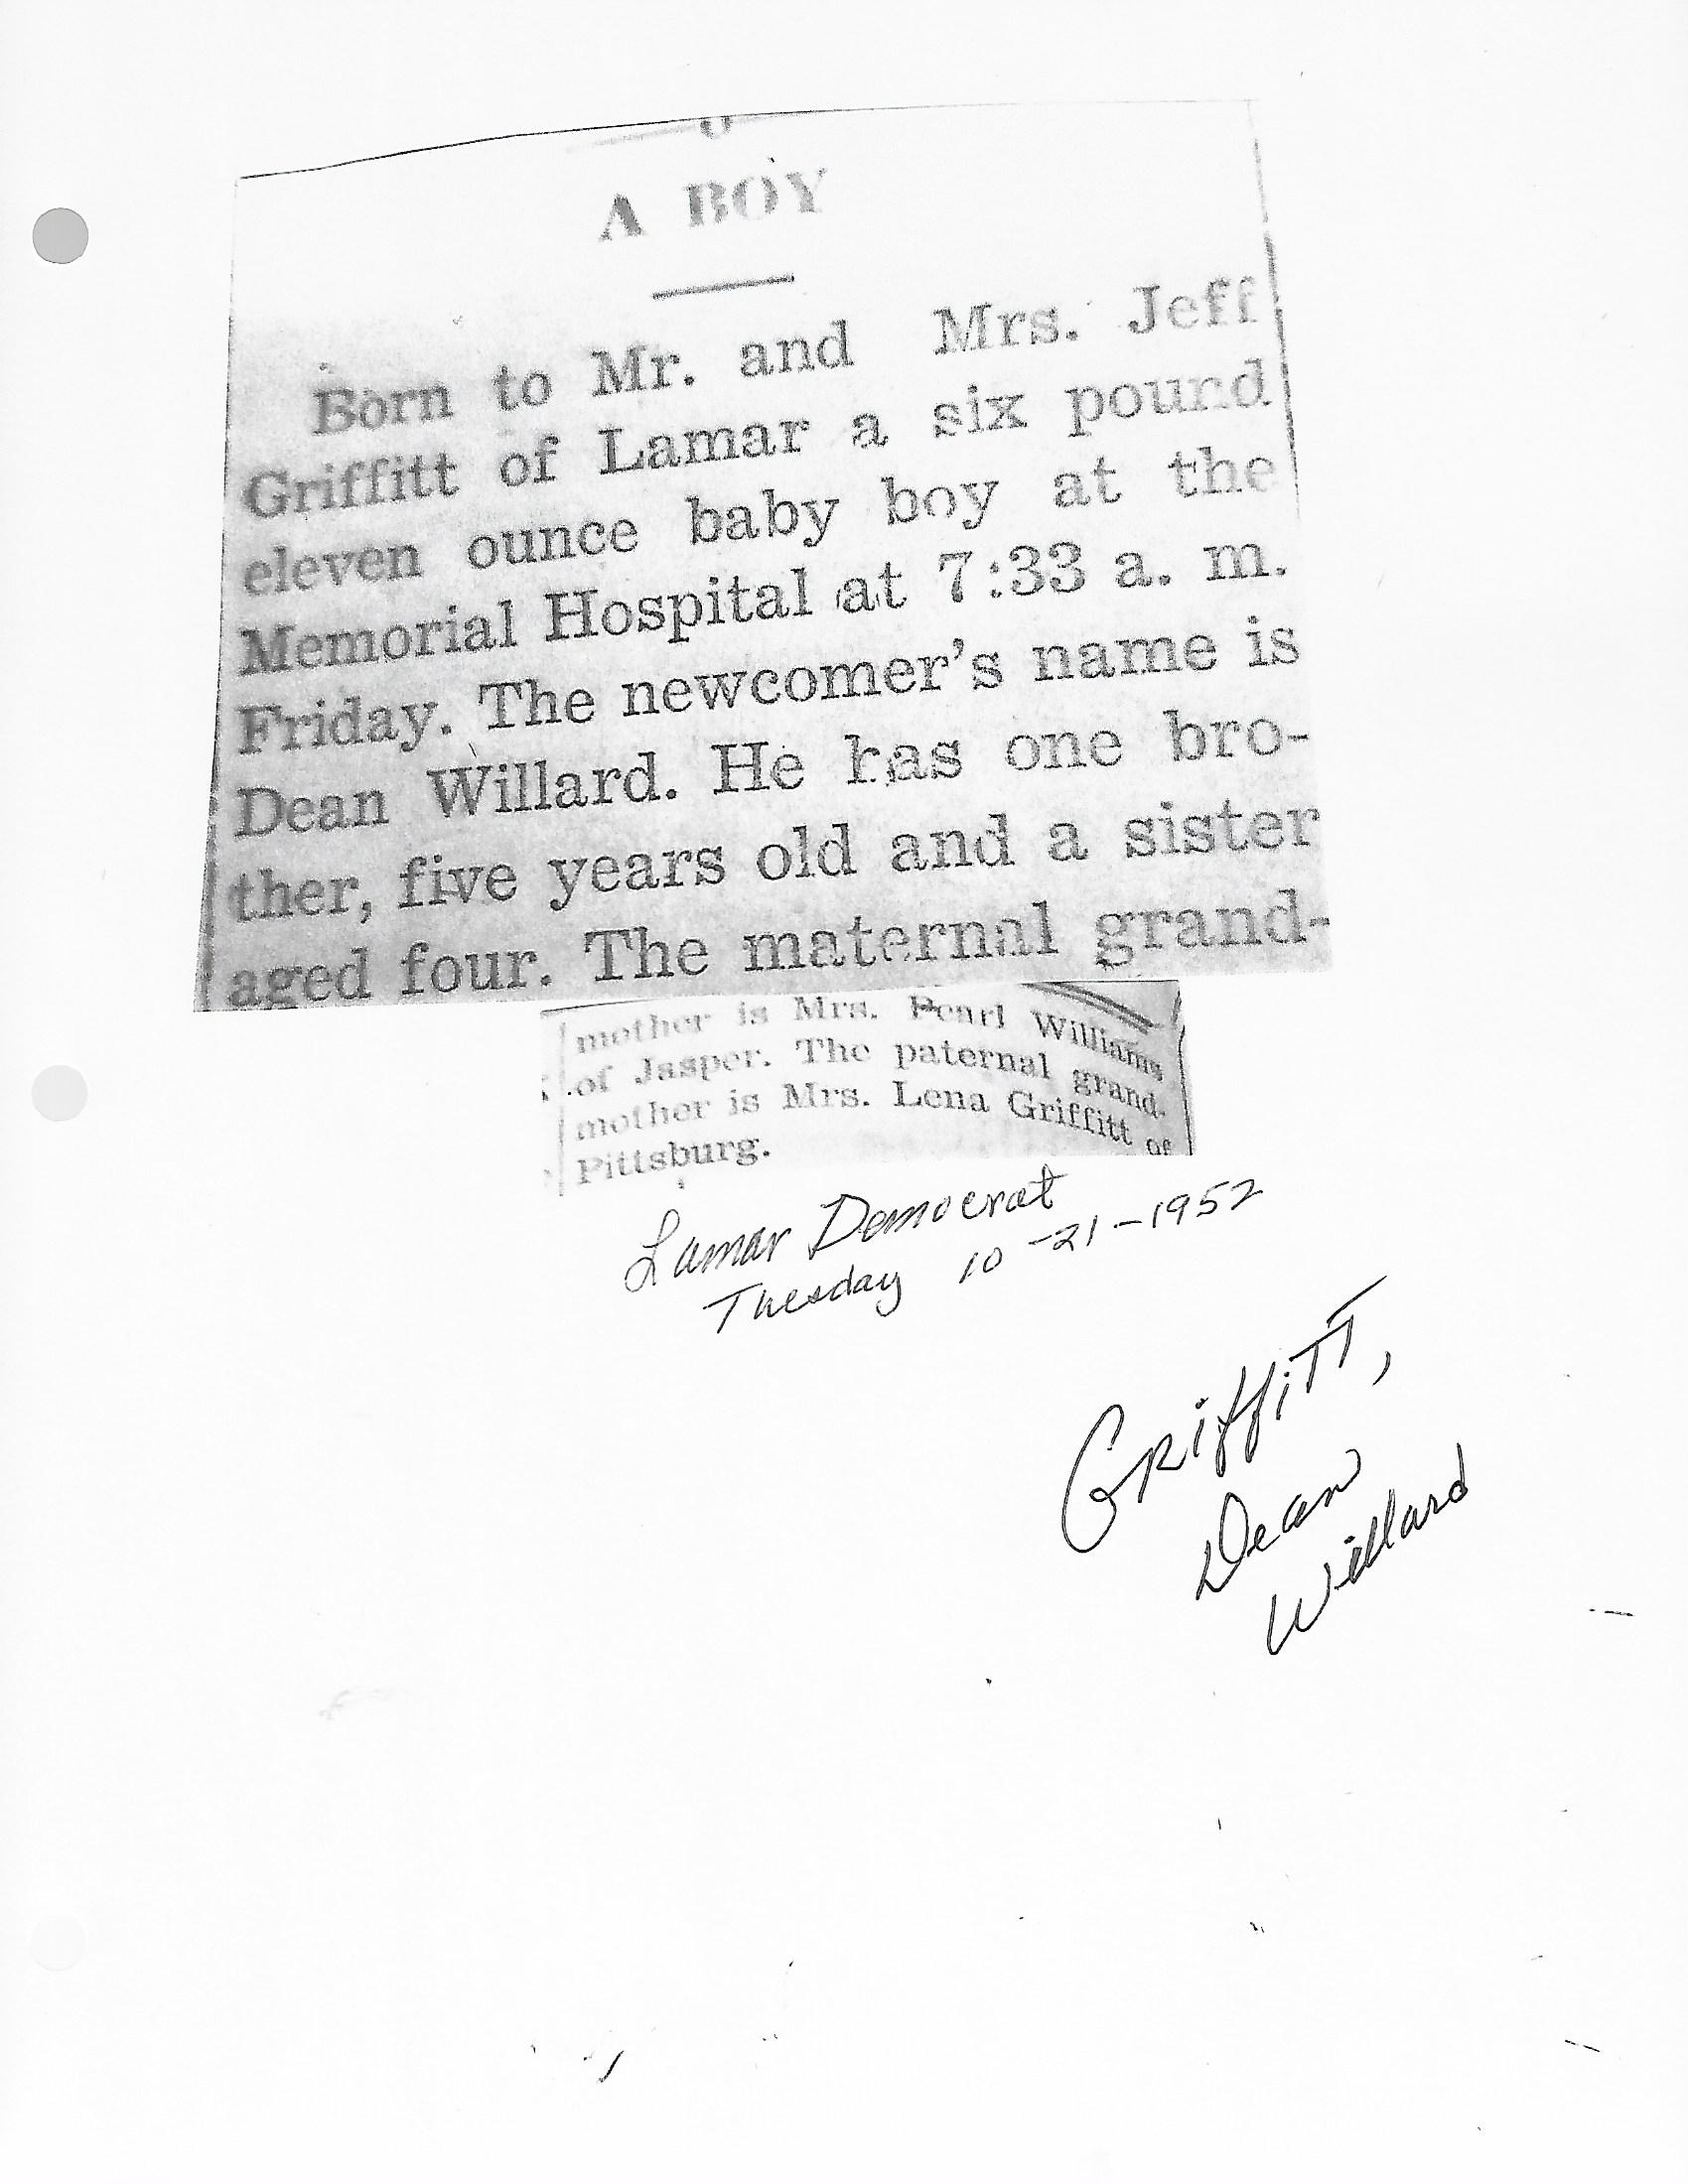 A BOY
Born to Mr. and Mrs. Jeff
Griffitt of Lamar a six pound
eleven ounce baby boy at the
Memorial Hospital at 7:33 a. m.
Friday. The newcomer's name is
Dean Willard. He has one bro-
ther, five years old and a sister
aged four. The maternal grand-
mother is Mrs. Pearl Williams
of Jasper. The paternal grand.
mother is Mrs. Lena Griffitt of
Pittsburg.
Lamar Democrat
Tuesday 10-21-1952
Griffitt,
Dean
Willard